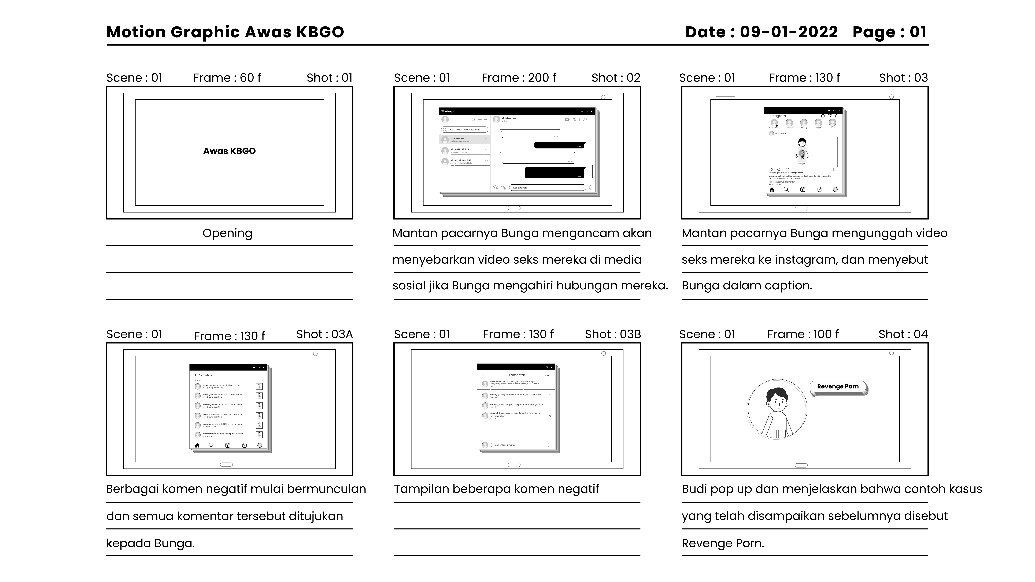 Motion Graphic Awas KBGO
Date : 09-01-2022 Page : 01
Scene : 01 Frame : 60 f Shot : 01
Awas KBGO
Opening
Scene : 01 Frame : 200 f Shot : 02
Mantan pacarnya Bunga mengancam akan
menyebarkan video seks mereka di media
sosial jika Bunga mengahiri hubungan mereka.
Scene : 01 Frame : 130 f Shot : 03
Mantan pacarnya Bunga mengunggah video
seks mereka ke instagram, dan menyebut
Bunga dalam caption.
Scene : 01 Frame : 130 f Shot : 03A
Berbagai komen negatif mulai bermunculan
dan semua komentar tersebut ditujukan
kepada Bunga.
Scene : 01 Frame : 130 f Shot : 03B
Tampilan beberapa komen negatif
Scene : 01 Frame : 100 f Shot : 04
Revenge Porn
Budi pop up dan menjelaskan bahwa contoh kasus
yang telah disampaikan sebelumnya disebut
Revenge Porn.